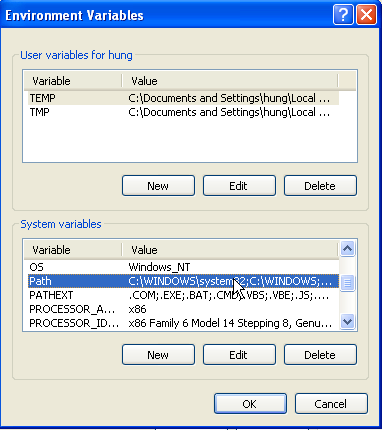 Environment Variables
User variables for hung
Variable Value
TEMP C:\Documents and Settings\hung\Local ...
TMP C:\Documents and Settings\hung\Local ...
New Edit Delete
System variables
Variable Value
OS Windows_NT
Path C:\WINDOWS\system32;C:\WINDOWS;...
PATHEXT .COM;.EXE;.BAT;.CMD;.VBS;.VBE;.JS;....
PROCESSOR_A... x86
PROCESSOR_ID... x86 Family 6 Model 14 Stepping 8, Genu...
New Edit Delete
OK Cancel